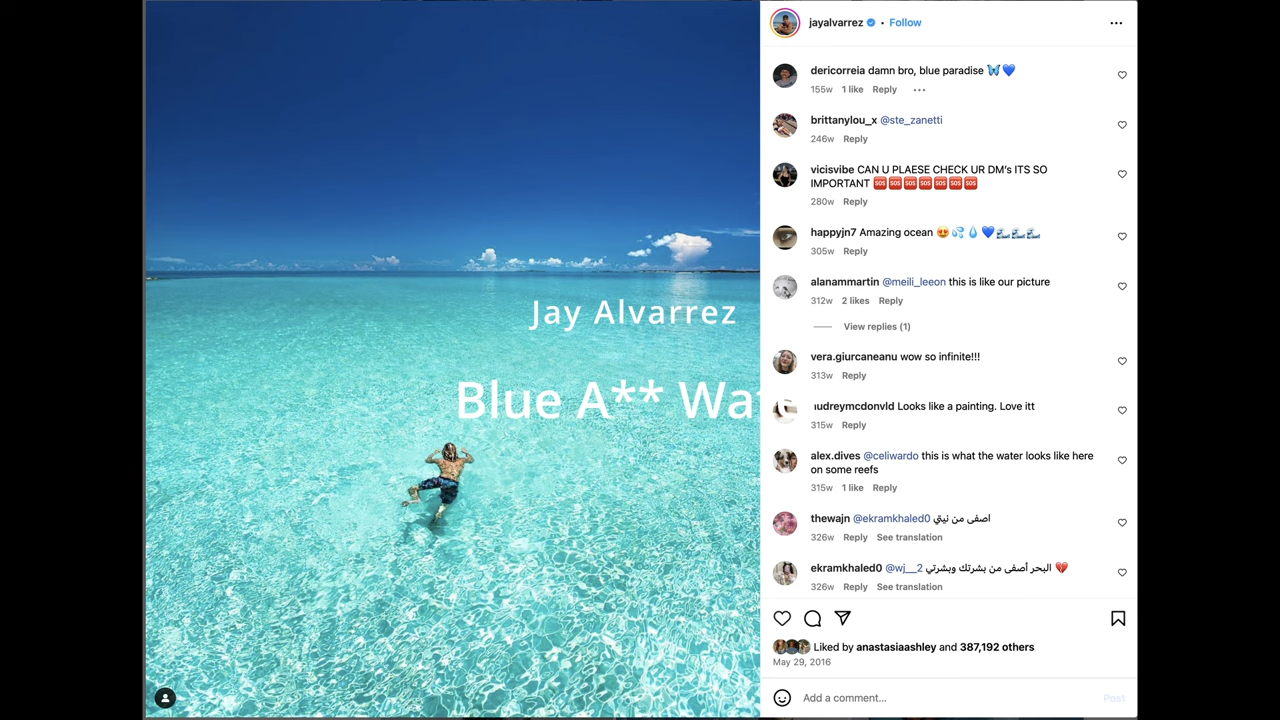 jayalvarrez • Follow
dericorreia damn bro, blue paradise 🦋💙
155w 1 like Reply
brittanylou_x @ste_zanetti
246w Reply
vicisvibe CAN U PLAESE CHECK UR DM's ITS SO
IMPORTANT 🆘🆘🆘🆘🆘🆘🆘
280w Reply
happyjn7 Amazing ocean 😍💦💧💙🌊🌊🌊
305w Reply
alanammartin @meili_leeon this is like our picture
312w 2 likes Reply
View replies (1)
vera.giurcaneanu wow so infinite!!!
313w Reply
udreymcdonvld Looks like a painting. Love itt
315w Reply
alex.dives @celiwardo this is what the water looks like here
on some reefs
315w 1 like Reply
thewajn @ekramkhaled0 اصفى من نيتي
326w Reply See translation
ekramkhaled0 @wj__2 البحر أصفى من بشرتك وبشرتي 💔
326w Reply See translation
Liked by anastasiaashley and 387,192 others
May 29, 2016
Add a comment...
Post
Jay Alvarrez
Blue A** Wa